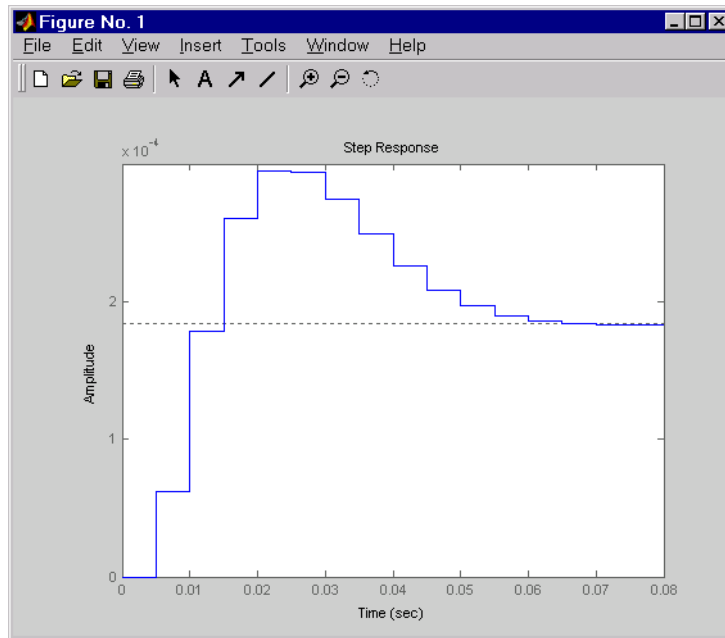 Figure No. 1
File Edit View Insert Tools Window Help
A
x 10⁻⁴
Step Response
2
1
0
Amplitude
0 0.01 0.02 0.03 0.04 0.05 0.06 0.07 0.08
Time (sec)